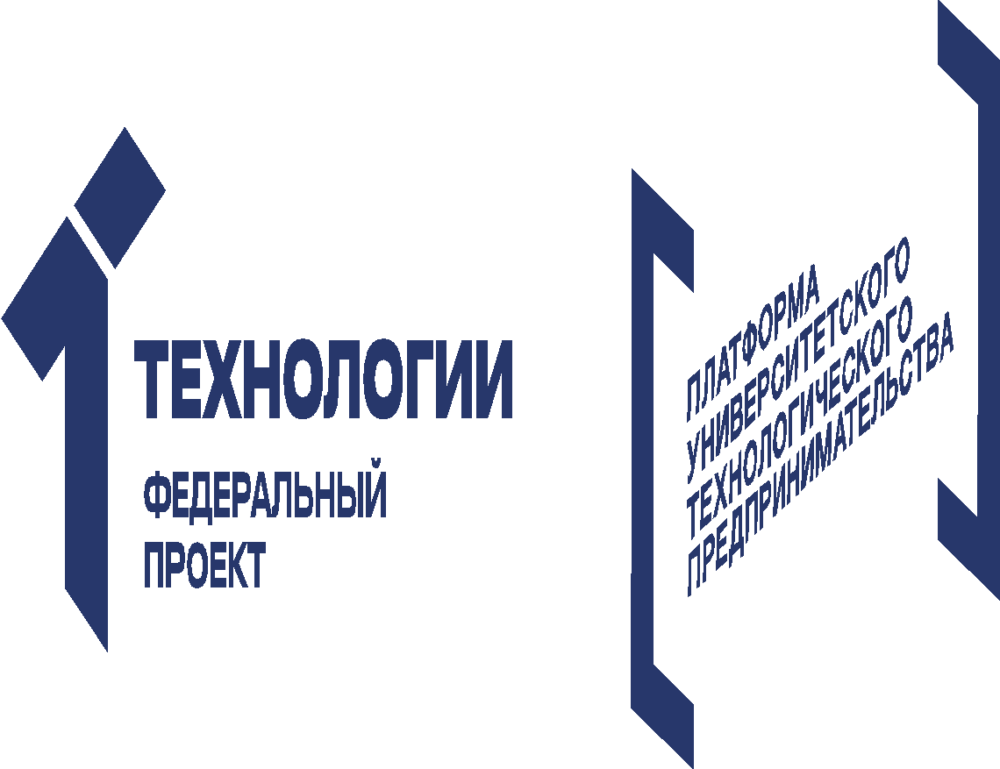 ТЕХНОЛОГИИ
ФЕДЕРАЛЬНЫЙ
ПРОЕКТ
ПЛАТФОРМА
УНИВЕРСИТЕТСКОГО
ТЕХНОЛОГИЧЕСКОГО
ПРЕДПРИНИМАТЕЛЬСТВА